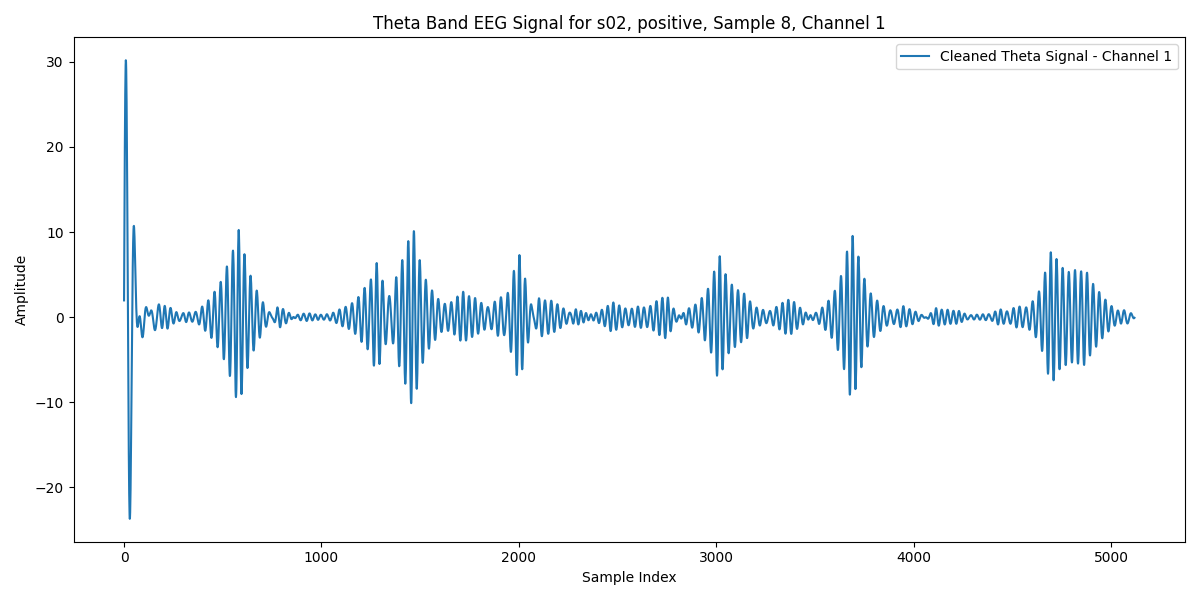 Theta Band EEG Signal for s02, positive, Sample 8, Channel 1
Cleaned Theta Signal - Channel 1
Amplitude
30
20
10
0
−10
−20
0 1000 2000 3000 4000 5000
Sample Index